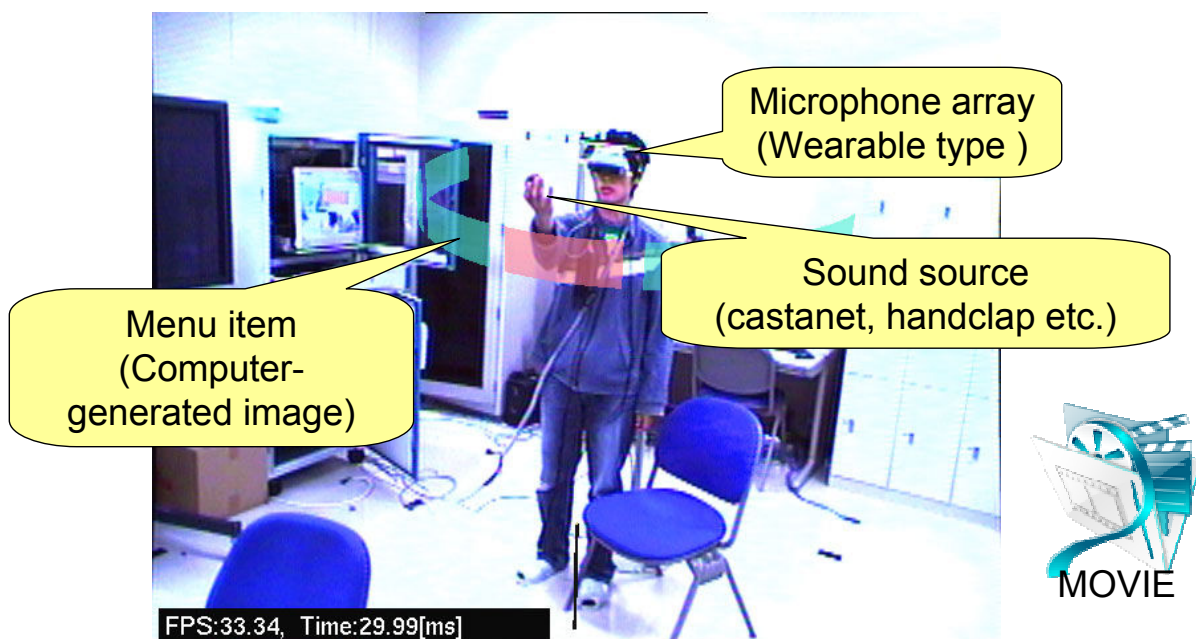 Microphone array
(Wearable type )
Sound source
(castanet, handclap etc.)
Menu item
(Computer-
generated image)
MOVIE
FPS:33.34, Time:29.99[ms]